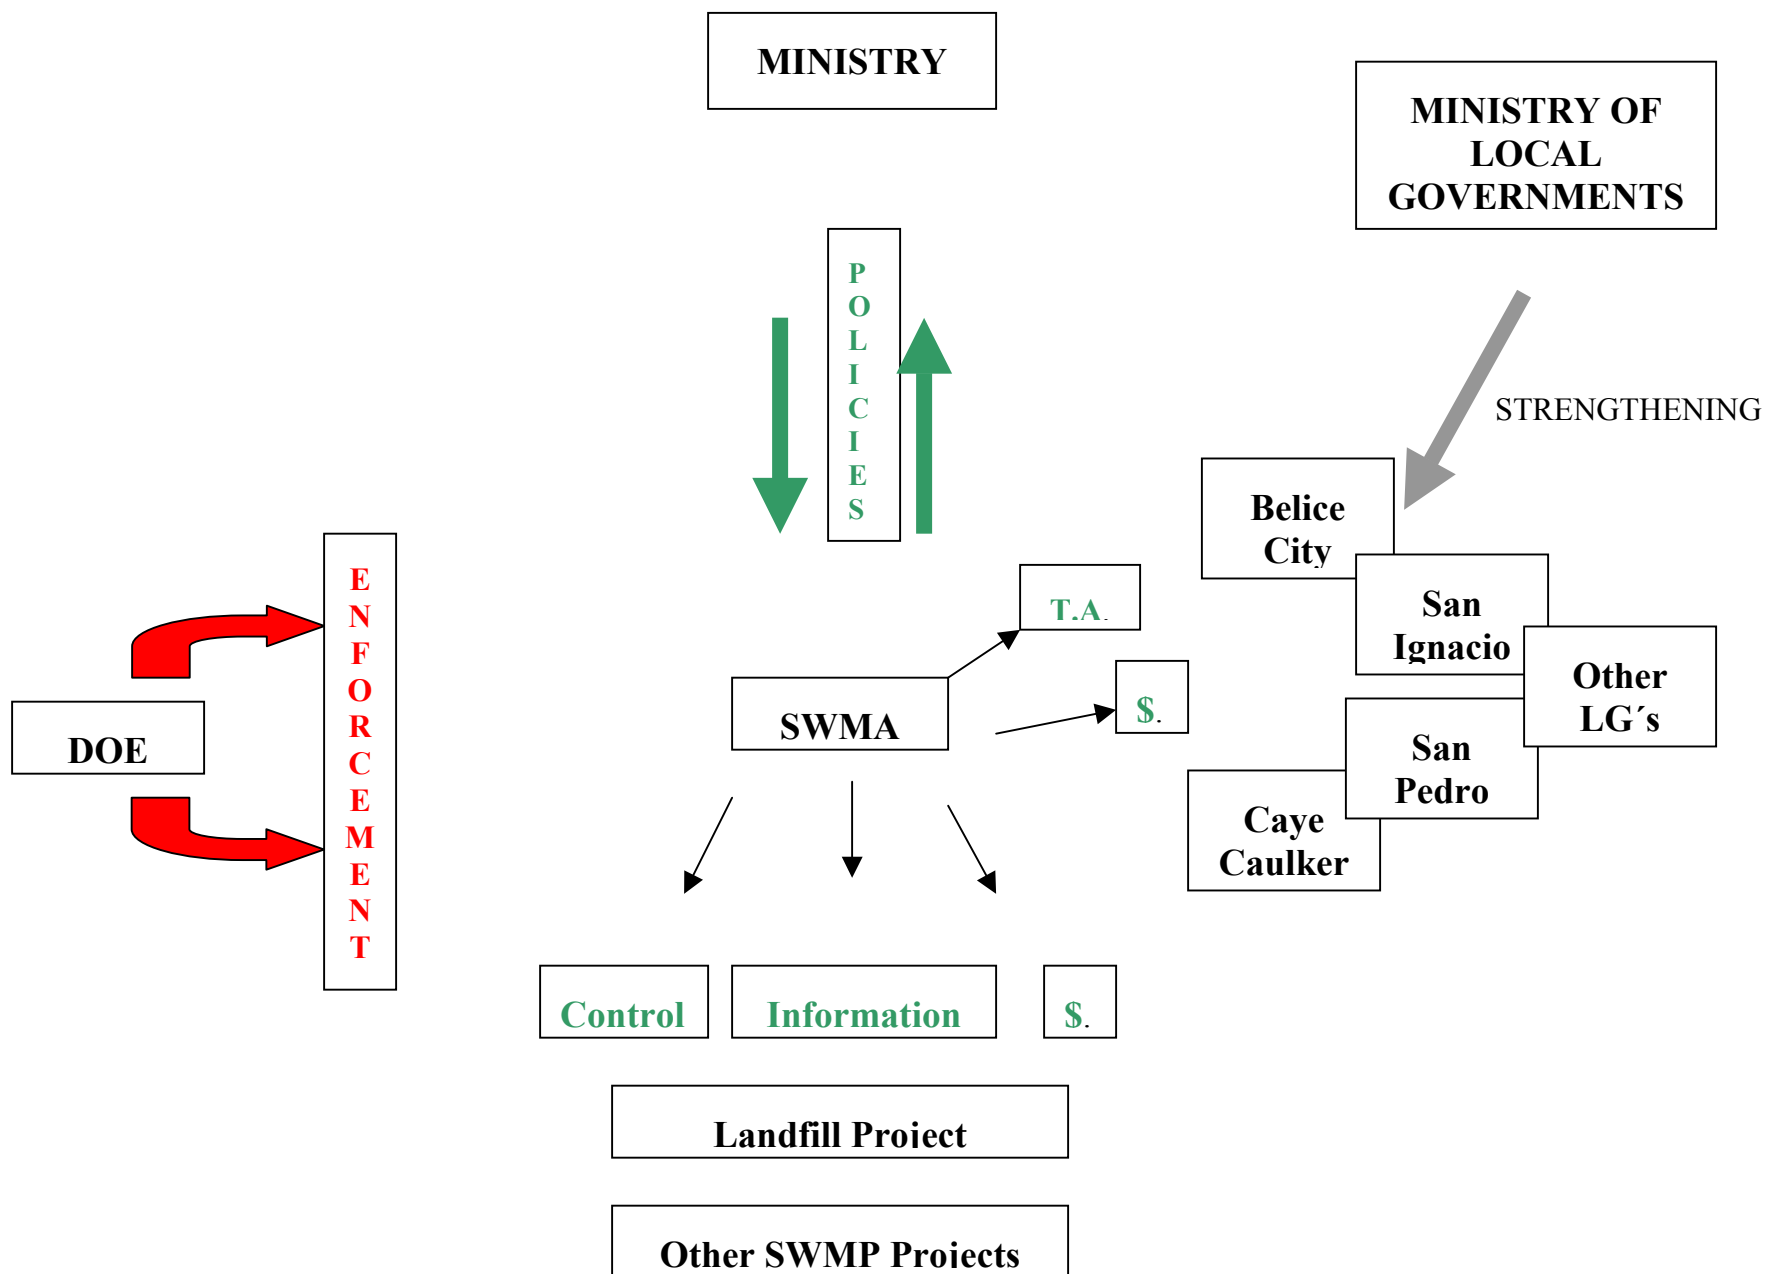 MINISTRY
MINISTRY OF
LOCAL
GOVERNMENTS
P
O
L
I
C
I
E
S
STRENGTHENING
Belice
City
San
Ignacio
Other
LG´s
San
Pedro
Caye
Caulker
T.A.
$.
SWMA
DOE
E
N
F
O
R
C
E
M
E
N
T
Control
Information
$.
Landfill Project
Other SWMP Projects